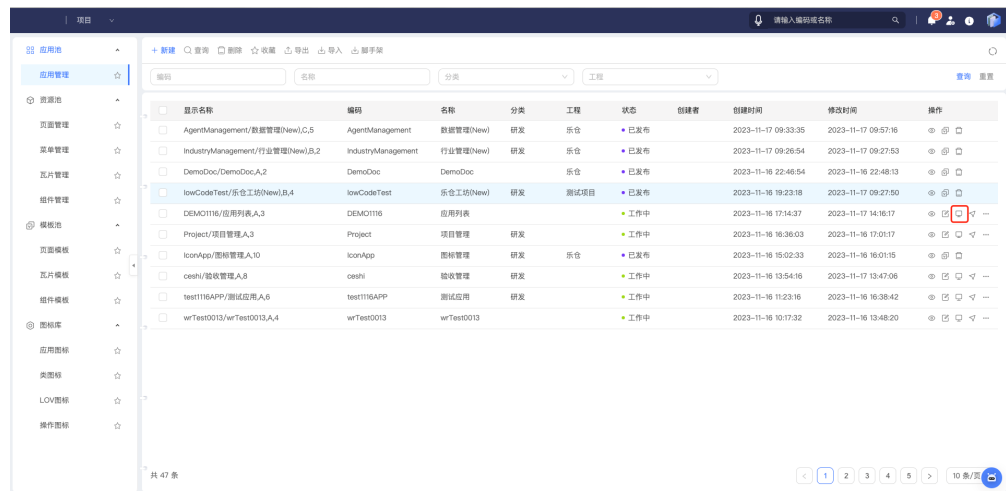 项目
3
请输入编码或名称
应用池
应用管理
资源池
页面管理
菜单管理
瓦片管理
组件管理
模板池
页面模板
瓦片模板
组件模板
图标库
应用图标
类图标
LOV图标
操作图标
+ 新建 查询 删除 收藏 导出 导入 脚手架
编码 名称 分类 工程 查询 重置
显示名称 编码 名称 分类 工程 状态 创建者 创建时间 修改时间 操作
AgentManagement/数据管理(New),C,5 AgentManagement 数据管理(New) 研发 乐仓 已发布 2023-11-17 09:33:35 2023-11-17 09:57:16
IndustryManagement/行业管理(New),B,2 IndustryManagement 行业管理(New) 研发 乐仓 已发布 2023-11-17 09:26:54 2023-11-17 09:27:53
DemoDoc/DemoDoc,A,2 DemoDoc DemoDoc 乐仓 已发布 2023-11-16 22:46:54 2023-11-16 22:48:13
lowCodeTest/乐仓工坊(New),B,4 lowCodeTest 乐仓工坊(New) 研发 测试项目 已发布 2023-11-16 19:23:18 2023-11-17 09:27:50
DEMO1116/应用列表,A,3 DEMO1116 应用列表 工作中 2023-11-16 17:14:37 2023-11-17 14:16:17
Project/项目管理,A,3 Project 项目管理 研发 工作中 2023-11-16 16:36:03 2023-11-16 17:01:17
IconApp/图标管理,A,10 IconApp 图标管理 乐仓 已发布 2023-11-16 15:02:33 2023-11-16 16:01:15
ceshi/验收管理,A,8 ceshi 验收管理 研发 工作中 2023-11-16 13:54:16 2023-11-17 13:47:06
test1116APP/测试应用,A,6 test1116APP 测试应用 研发 工作中 2023-11-16 11:23:16 2023-11-16 16:38:42
wrTest0013/wrTest0013,A,4 wrTest0013 wrTest0013 工作中 2023-11-16 10:17:32 2023-11-16 13:48:20
共 47 条 1 2 3 4 5 10 条/页